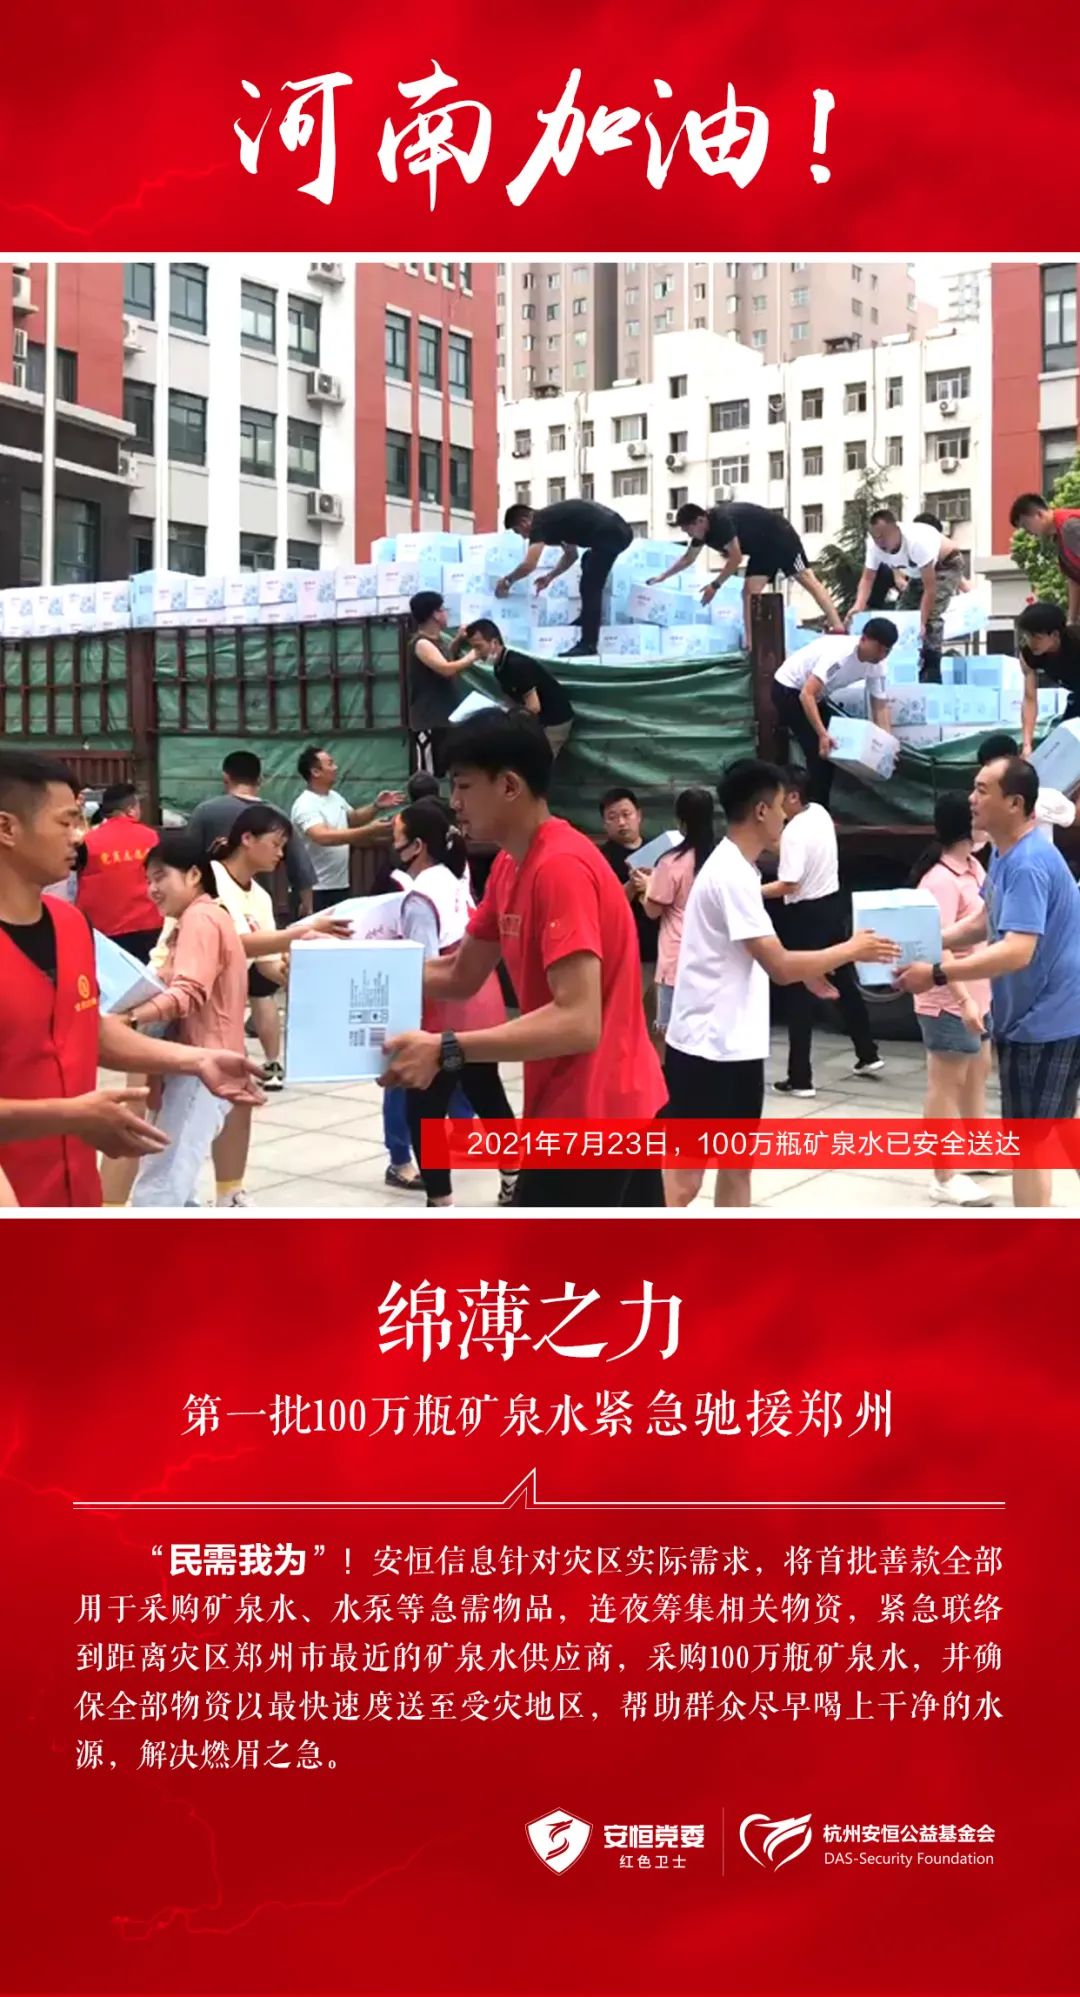 河南加油！
2021年7月23日，100万瓶矿泉水已安全送达
绵薄之力
第一批100万瓶矿泉水紧急驰援郑州
“民需我为”！安恒信息针对灾区实际需求，将首批善款全部
用于采购矿泉水、水泵等急需物品，连夜筹集相关物资，紧急联络
到距离灾区郑州市最近的矿泉水供应商，采购100万瓶矿泉水，并确
保全部物资以最快速度送至受灾地区，帮助群众尽早喝上干净的水
源，解决燃眉之急。
安恒党委
红色卫士
杭州安恒公益基金会
DAS-Security Foundation